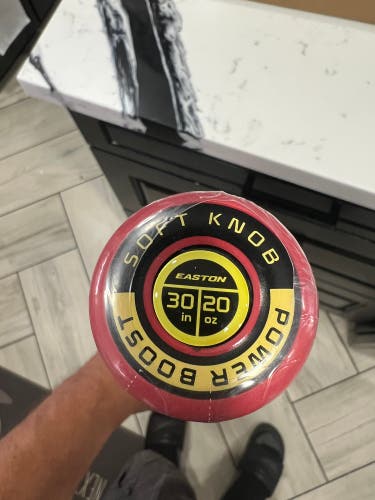 SOFT KNOB
EASTON
30 20
in oz
POWER BOOST